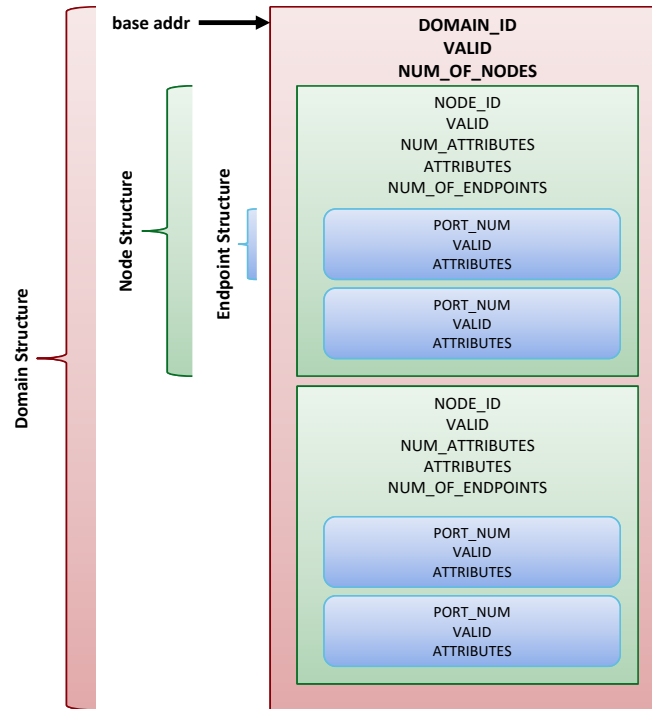 base addr
DOMAIN_ID
VALID
NUM_OF_NODES
NODE_ID
VALID
NUM_ATTRIBUTES
ATTRIBUTES
NUM_OF_ENDPOINTS
PORT_NUM
VALID
ATTRIBUTES
PORT_NUM
VALID
ATTRIBUTES
NODE_ID
VALID
NUM_ATTRIBUTES
ATTRIBUTES
NUM_OF_ENDPOINTS
PORT_NUM
VALID
ATTRIBUTES
PORT_NUM
VALID
ATTRIBUTES
Domain Structure
Node Structure
Endpoint Structure